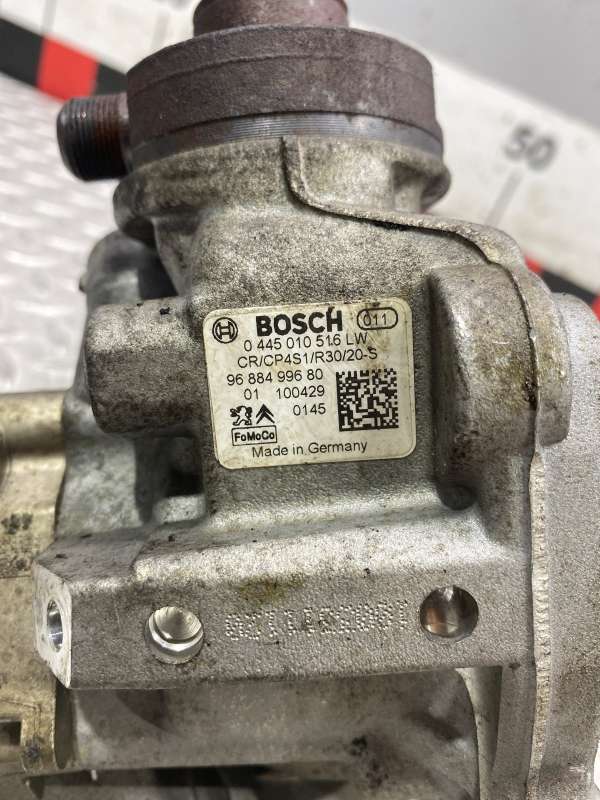 50
BOSCH 011
0 445 010 516 LW
CR/CP4S1/R30/20-S
96 884 996 80
01 100429
0145
FoMoCo
Made in Germany